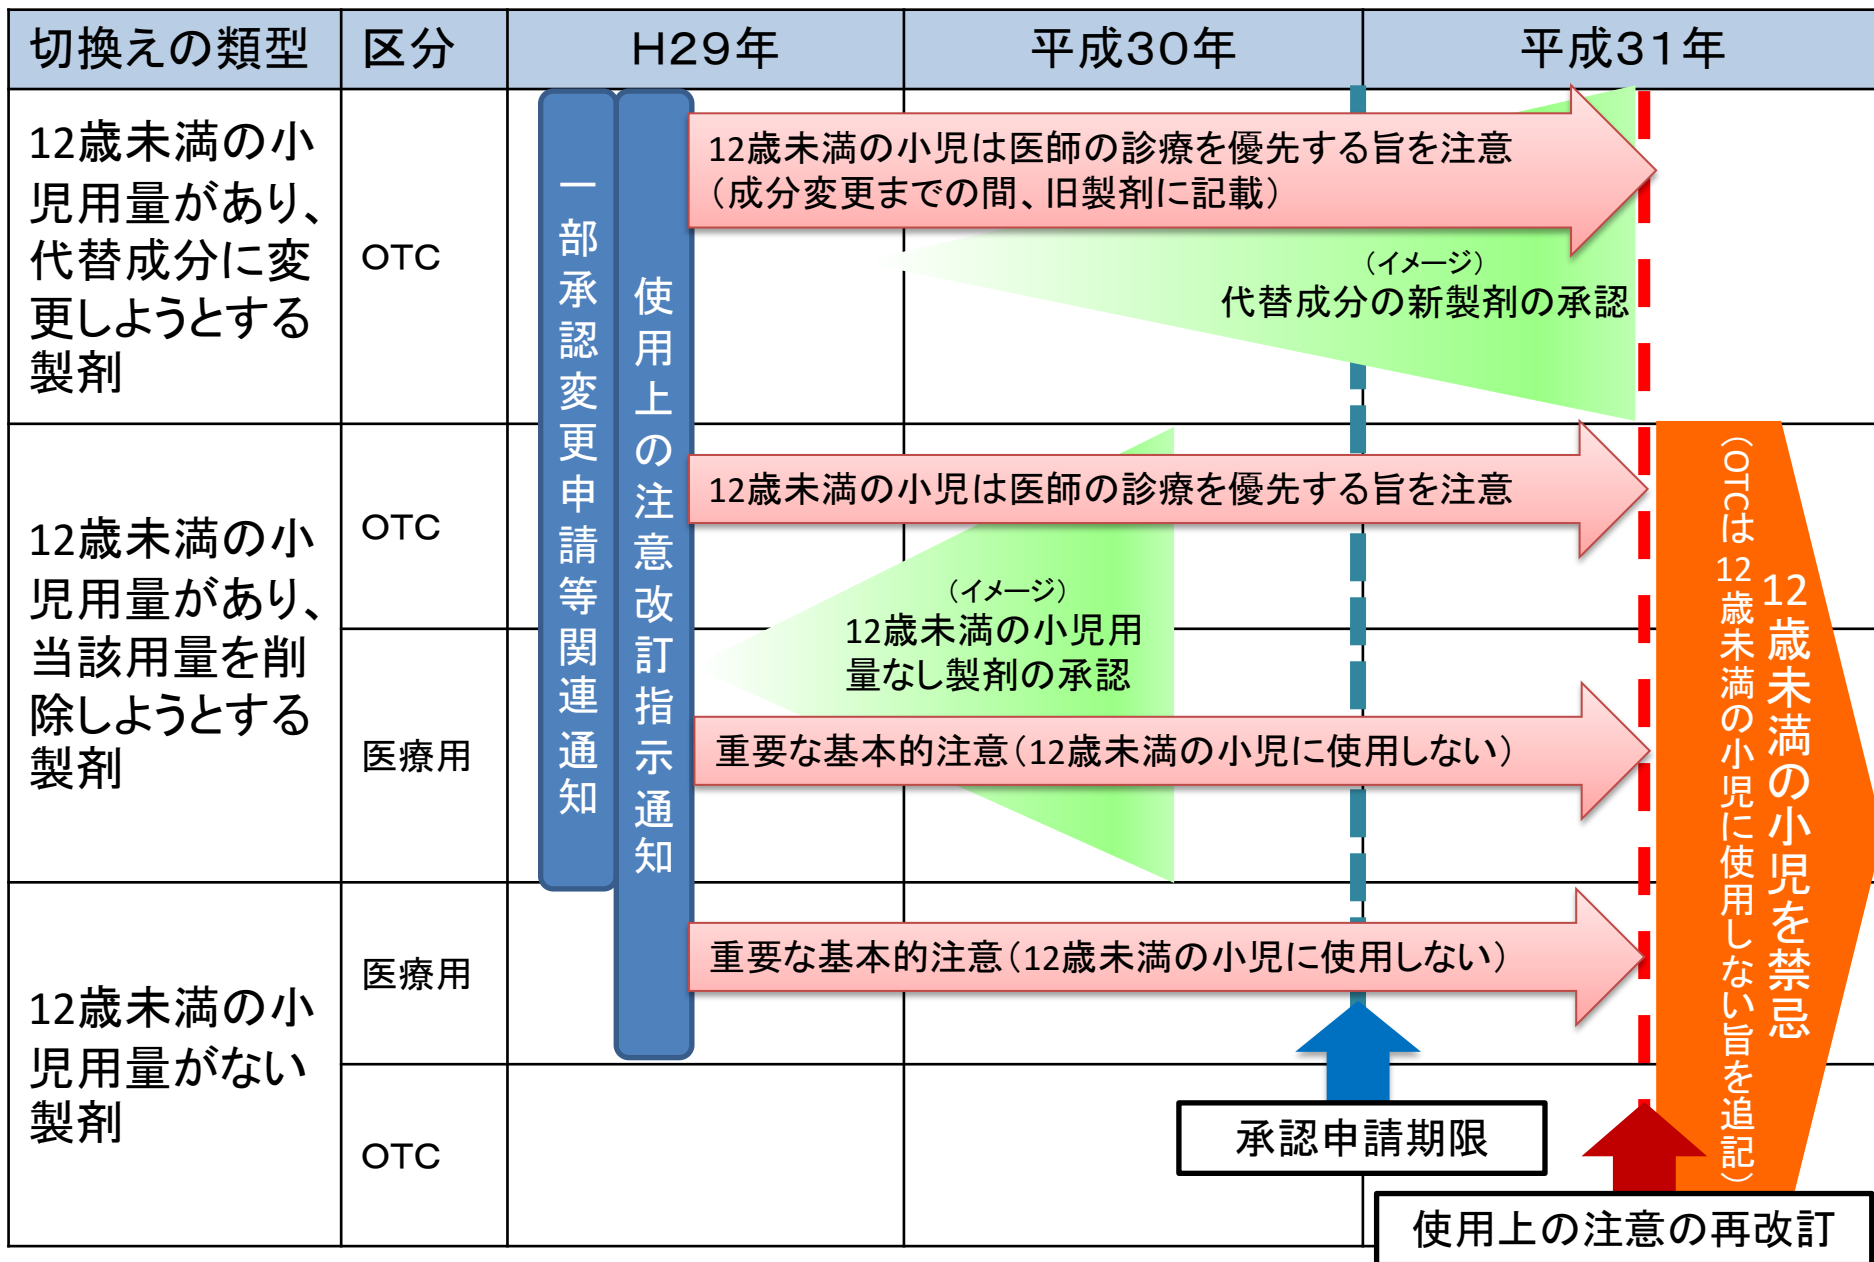 切換えの類型
区分
H29年
平成30年
平成31年
12歳未満の小
児用量があり、
代替成分に変
更しようとする
製剤
OTC
12歳未満の小
児用量があり、
当該用量を削
除しようとする
製剤
OTC
医療用
12歳未満の小
児用量がない
製剤
医療用
OTC
一部承認変更申請等関連通知
使用上の注意改訂指示通知
12歳未満の小児は医師の診療を優先する旨を注意
（成分変更までの間、旧製剤に記載）
（イメージ）
代替成分の新製剤の承認
12歳未満の小児は医師の診療を優先する旨を注意
（イメージ）
12歳未満の小児用
量なし製剤の承認
重要な基本的注意（12歳未満の小児に使用しない）
重要な基本的注意（12歳未満の小児に使用しない）
12歳未満の小児を禁忌
（OTCは12歳未満の小児に使用しない旨を追記）
承認申請期限
使用上の注意の再改訂